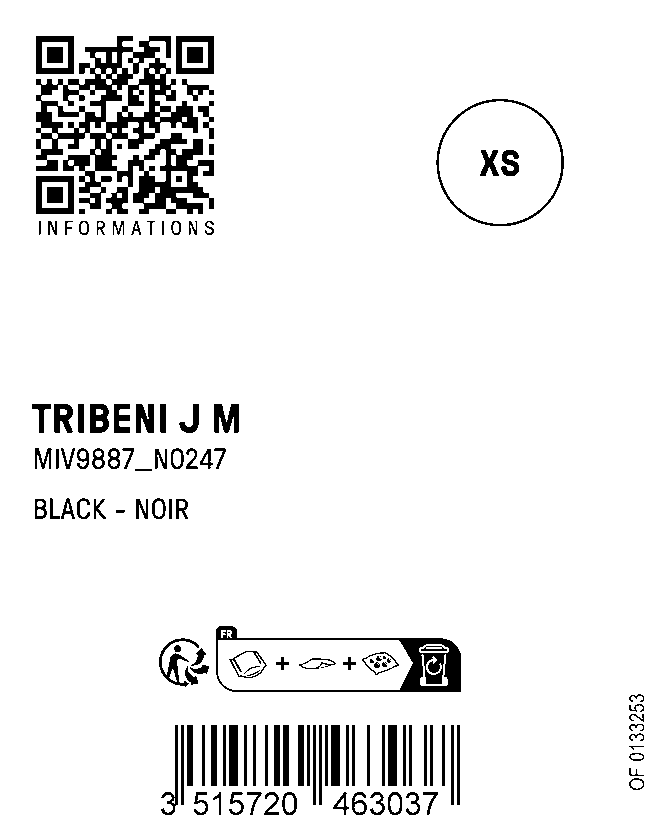 XS
INFORMATIONS
TRIBENI J M
MIV9887_N0247
BLACK - NOIR
FR
3 515720 463037
OF 0133253